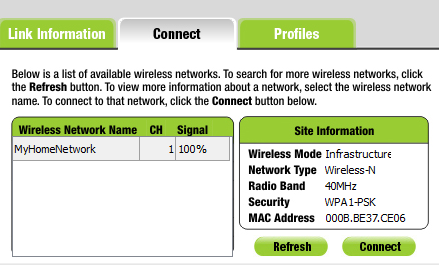 Link Information Connect Profiles
Below is a list of available wireless networks. To search for more wireless networks, click
the Refresh button. To view more information about a network, select the wireless network
name. To connect to that network, click the Connect button below.
Wireless Network Name CH Signal
MyHomeNetwork 1 100%
Site Information
Wireless Mode Infrastructure
Network Type Wireless-N
Radio Band 40MHz
Security WPA1-PSK
MAC Address 000B.BE37.CE06
Refresh Connect